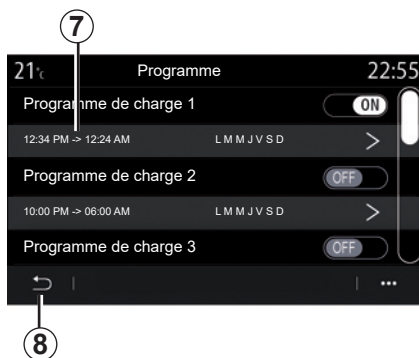 7
21°c Programme 22:55
Programme de charge 1 ON
12:34 PM -> 12:24 AM L M M J V S D >
Programme de charge 2 OFF
10:00 PM -> 06:00 AM L M M J V S D >
Programme de charge 3 OFF
8